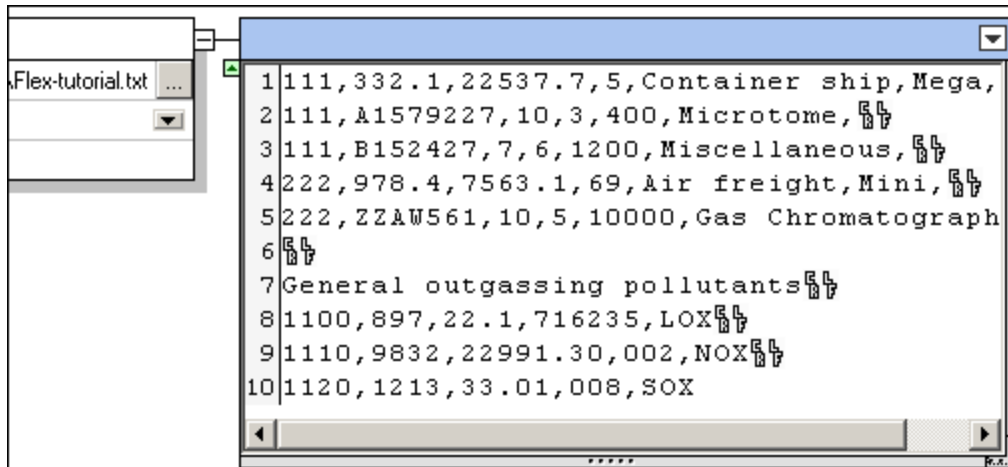 \Flex-tutorial.txt ...
1 111,332.1,22537.7,5,Container ship,Mega,
2 111,A1579227,10,3,400,Microtome,␍␊
3 111,B152427,7,6,1200,Miscellaneous,␍␊
4 222,978.4,7563.1,69,Air freight,Mini,␍␊
5 222,ZZAW561,10,5,10000,Gas Chromatograph
6 ␍␊
7 General outgassing pollutants␍␊
8 1100,897,22.1,716235,LOX␍␊
9 1110,9832,22991.30,002,NOX␍␊
10 1120,1213,33.01,008,SOX